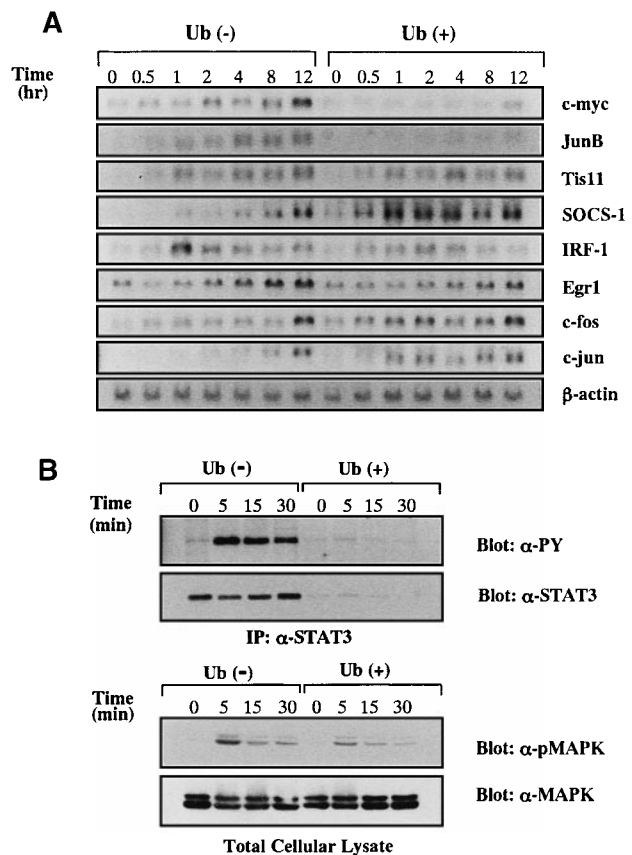 A
Ub (-) Ub (+)
Time (hr) 0 0.5 1 2 4 8 12 0 0.5 1 2 4 8 12
c-myc
JunB
Tis11
SOCS-1
IRF-1
Egr1
c-fos
c-jun
β-actin
B
Ub (-) Ub (+)
Time (min) 0 5 15 30 0 5 15 30
Blot: α-PY
Blot: α-STAT3
IP: α-STAT3
Ub (-) Ub (+)
Time (min) 0 5 15 30 0 5 15 30
Blot: α-pMAPK
Blot: α-MAPK
Total Cellular Lysate